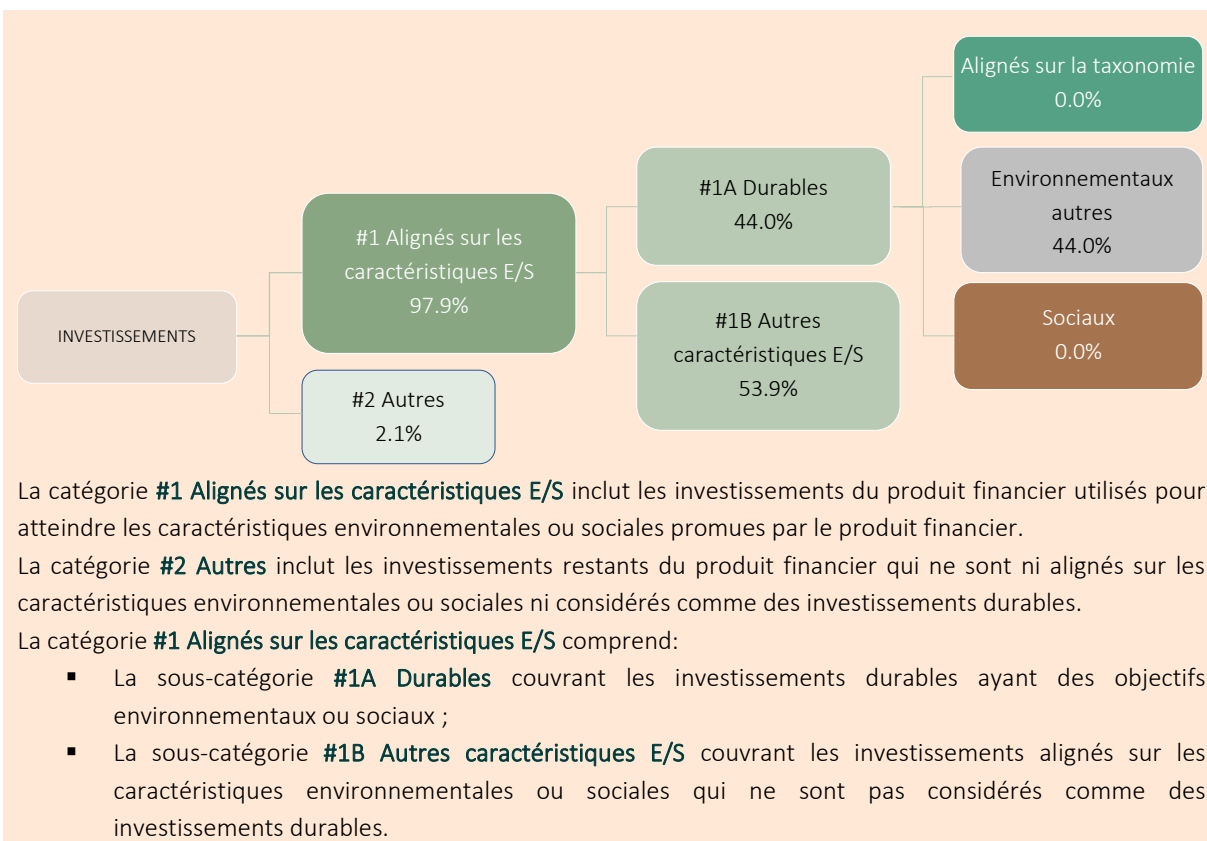 Alignés sur la taxonomie
0.0%
#1A Durables
44.0%
Environnementaux
autres
44.0%
#1 Alignés sur les
caractéristiques E/S
97.9%
INVESTISSEMENTS
#1B Autres
caractéristiques E/S
53.9%
Sociaux
0.0%
#2 Autres
2.1%
La catégorie #1 Alignés sur les caractéristiques E/S inclut les investissements du produit financier utilisés pour
atteindre les caractéristiques environnementales ou sociales promues par le produit financier.
La catégorie #2 Autres inclut les investissements restants du produit financier qui ne sont ni alignés sur les
caractéristiques environnementales ou sociales ni considérés comme des investissements durables.
La catégorie #1 Alignés sur les caractéristiques E/S comprend:
▪ La sous-catégorie #1A Durables couvrant les investissements durables ayant des objectifs
environnementaux ou sociaux ;
▪ La sous-catégorie #1B Autres caractéristiques E/S couvrant les investissements alignés sur les
caractéristiques environnementales ou sociales qui ne sont pas considérés comme des
investissements durables.